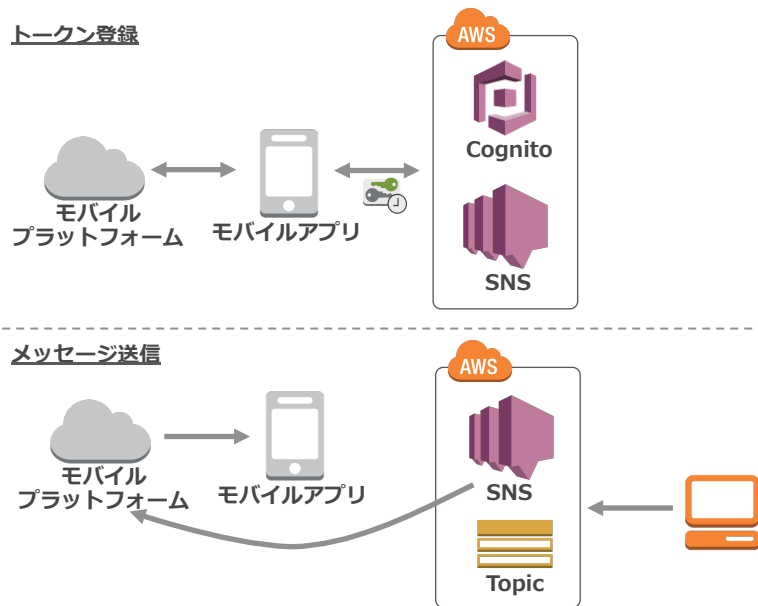 トークン登録
AWS
Cognito
モバイル
プラットフォーム
モバイルアプリ
SNS
メッセージ送信
AWS
モバイル
プラットフォーム
モバイルアプリ
SNS
Topic